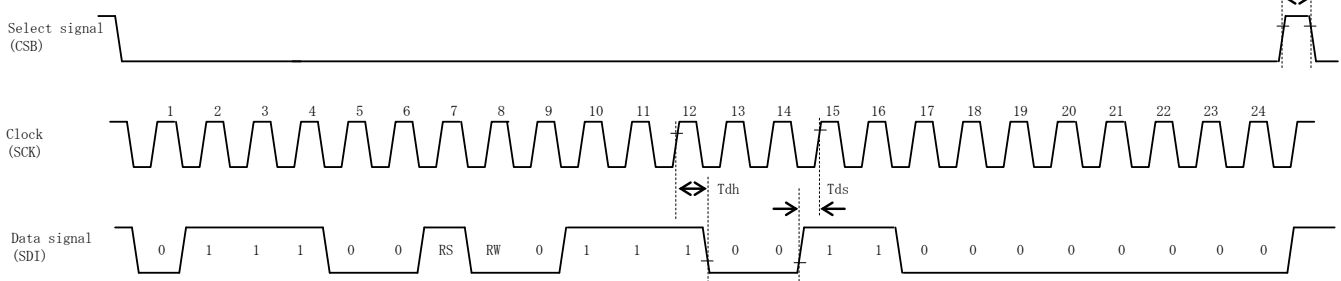 Select signal
(CSB)
1 2 3 4 5 6 7 8 9 10 11 12 13 14 15 16 17 18 19 20 21 22 23 24
Clock
(SCK)
Tdh Tds
Data signal
(SDI)
0 1 1 1 0 0 RS RW 0 1 1 1 0 0 1 1 0 0 0 0 0 0 0 0